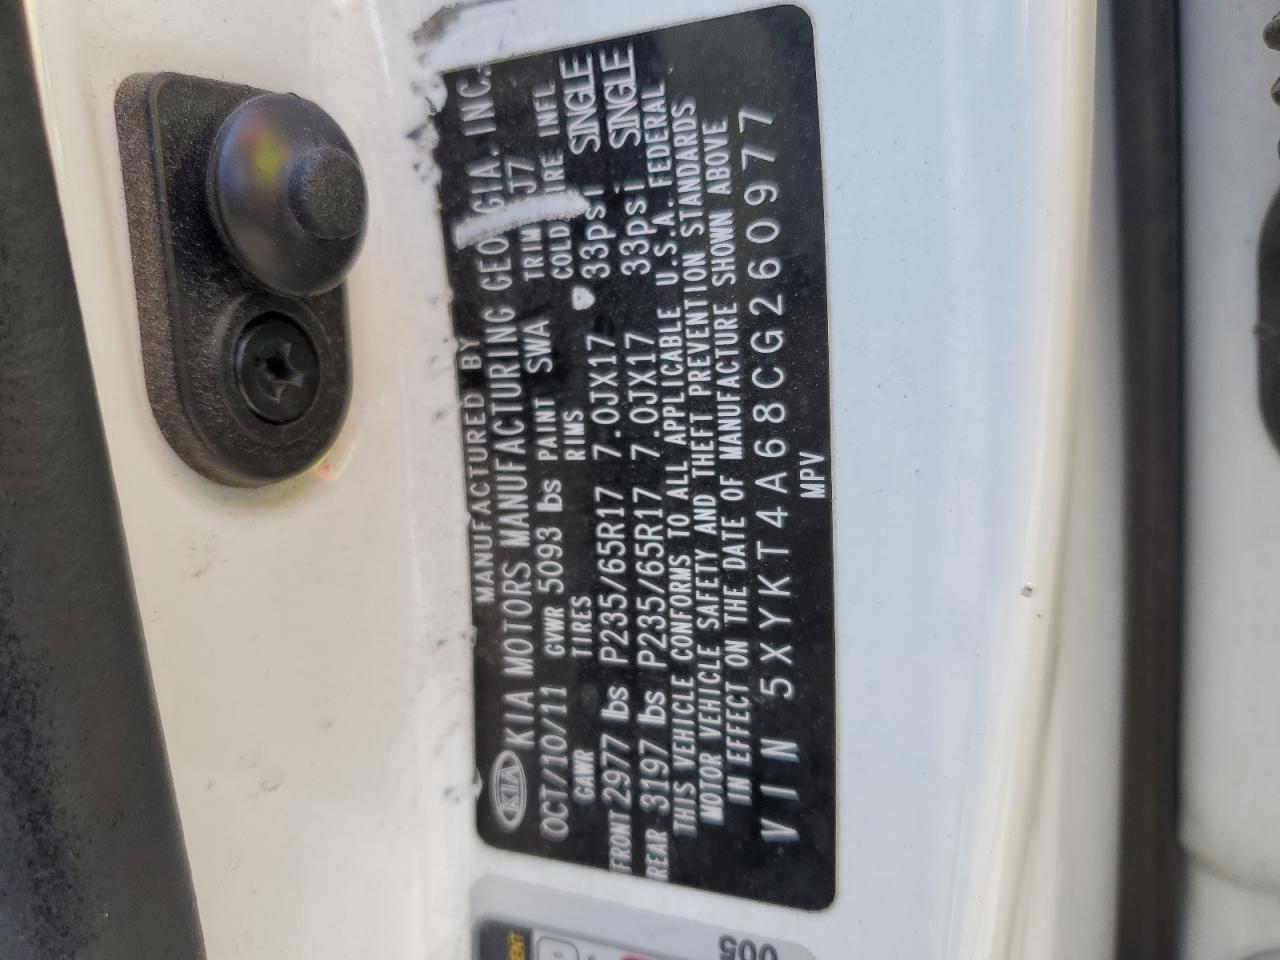 MANUFACTURED BY
KIA KIA MOTORS MANUFACTURING GEORGIA, INC.
OCT/10/11 GVWR 5093 lbs PAINT SWA TRIM J7
GAWR TIRES RIMS COLD TIRE INFL
FRONT 2977 lbs P235/65R17 7.0JX17 33psi SINGLE
REAR 3197 lbs P235/65R17 7.0JX17 33psi SINGLE
THIS VEHICLE CONFORMS TO ALL APPLICABLE U.S.A. FEDERAL
MOTOR VEHICLE SAFETY AND THEFT PREVENTION STANDARDS
IN EFFECT ON THE DATE OF MANUFACTURE SHOWN ABOVE
VIN 5XYKT4A68CG260977
MPV
005